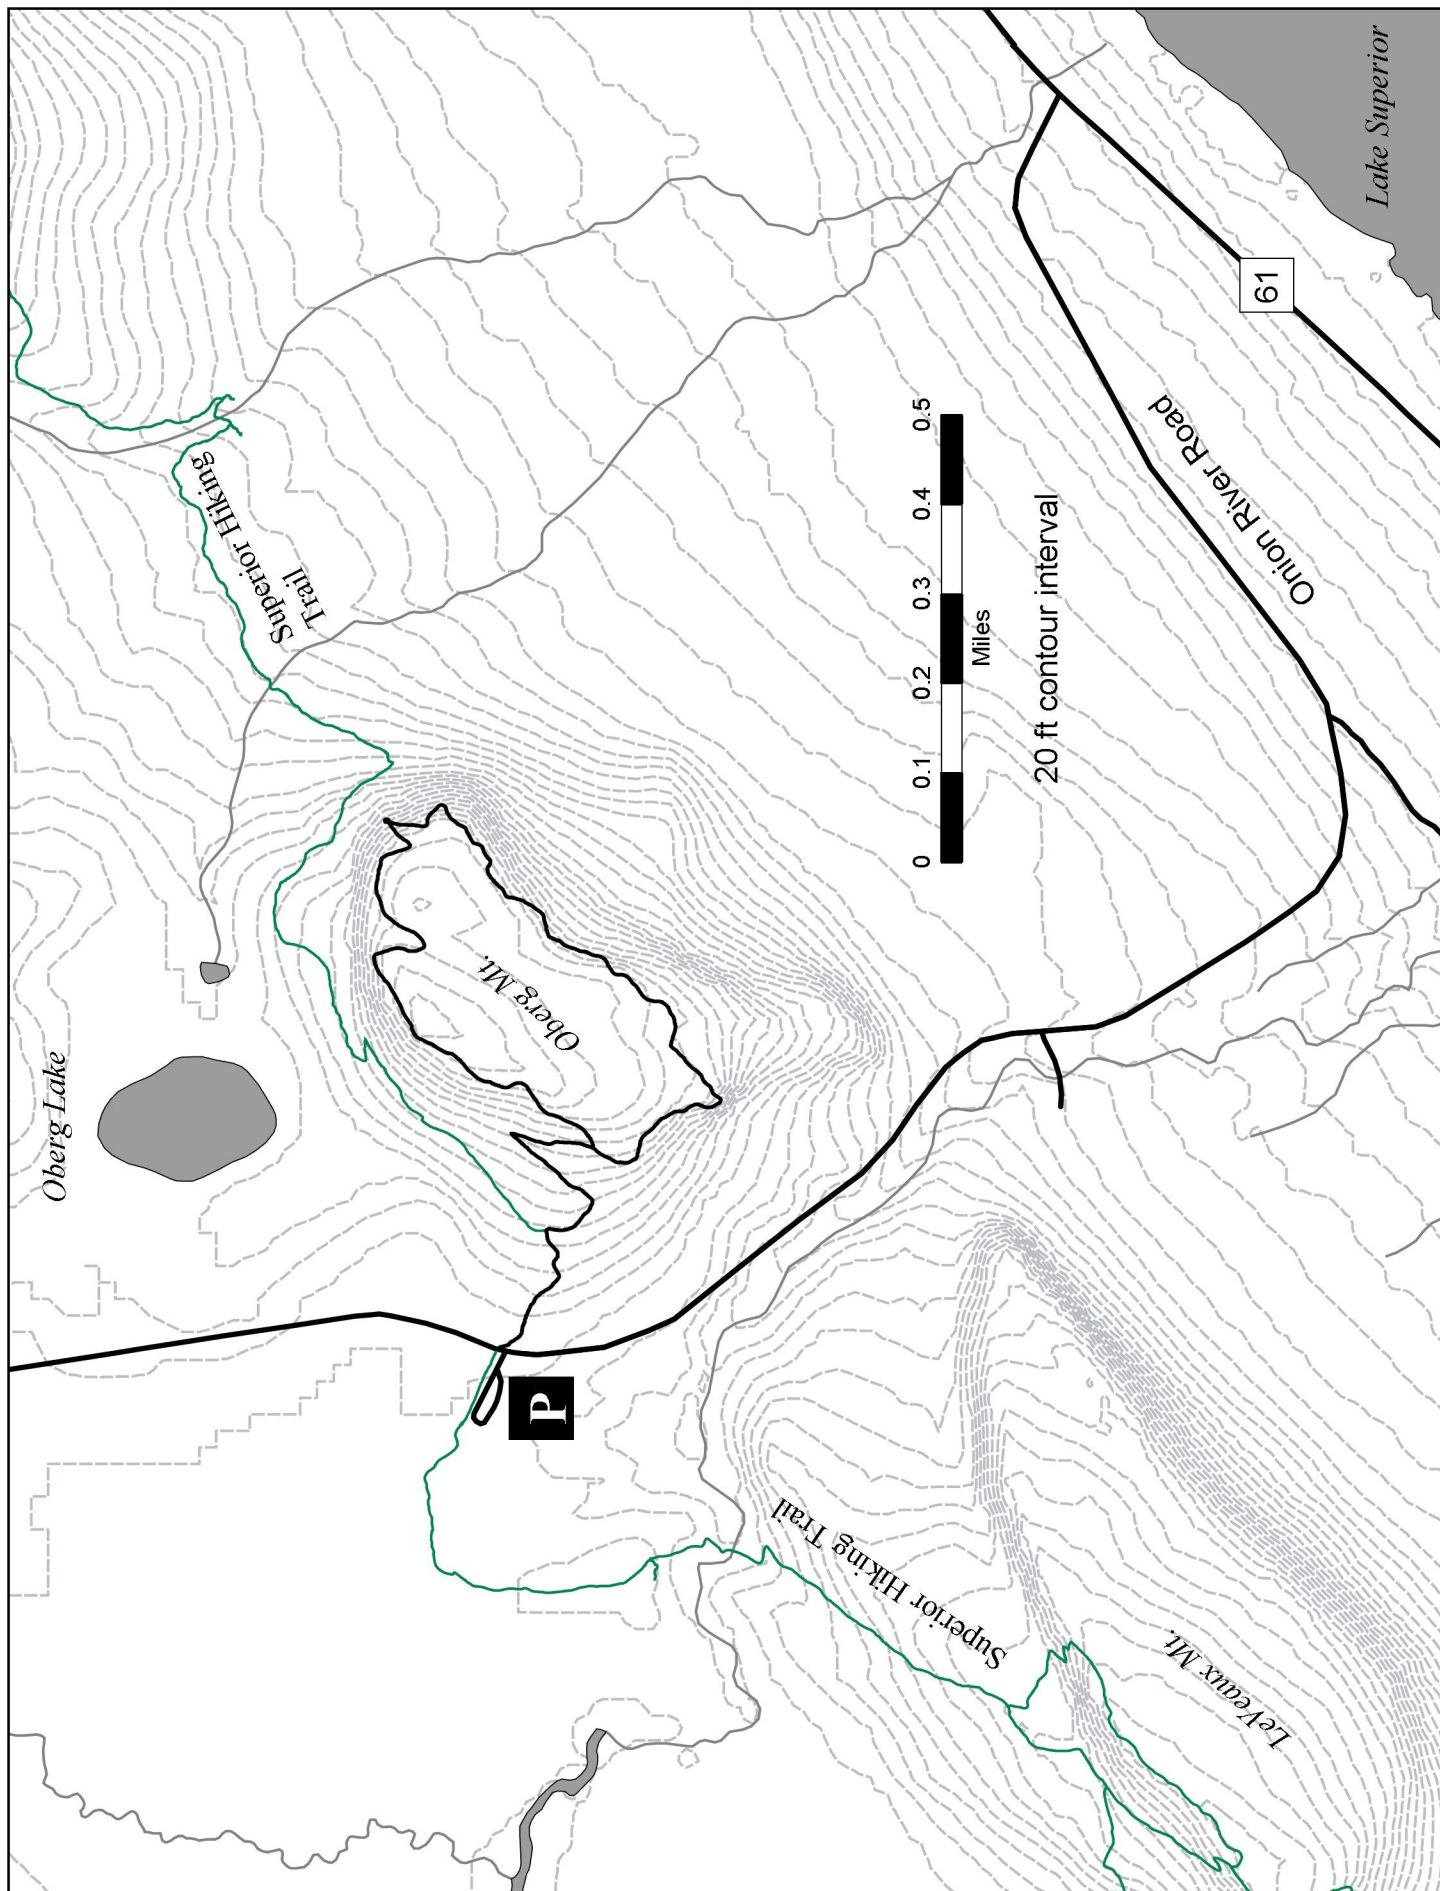 Oberg Lake
Superior Hiking
Trail
Lake Superior
61
Oberg Mt.
Onion River Road
0 0.1 0.2 0.3 0.4 0.5
Miles
20 ft contour interval
P
Superior Hiking Trail
LeVeaux Mt.